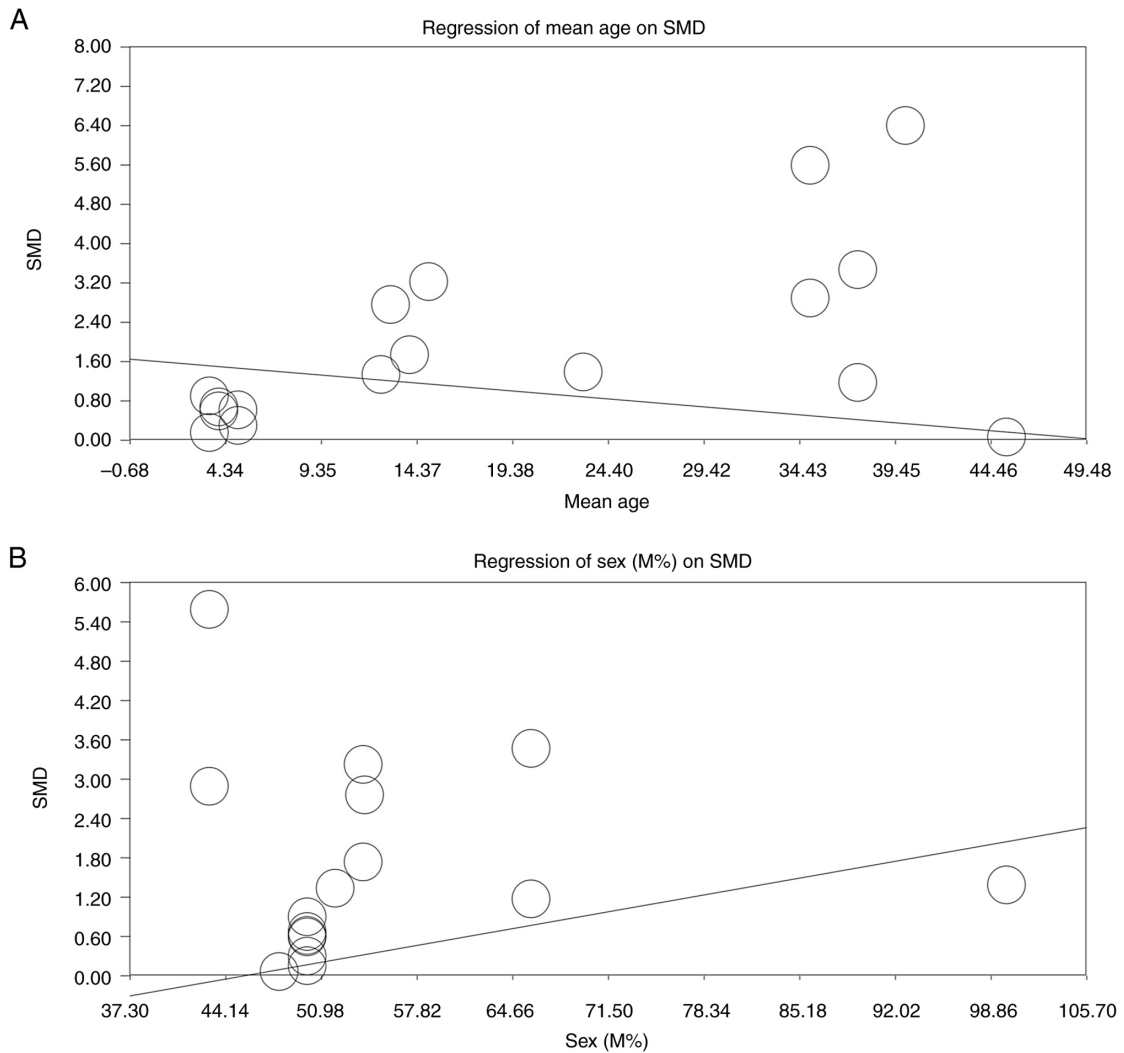 A
Regression of mean age on SMD
8.00
7.20
6.40
5.60
4.80
4.00
3.20
2.40
1.60
0.80
0.00
SMD
−0.68 4.34 9.35 14.37 19.38 24.40 29.42 34.43 39.45 44.46 49.48
Mean age
B
Regression of sex (M%) on SMD
6.00
5.40
4.80
4.20
3.60
3.00
2.40
1.80
1.20
0.60
0.00
SMD
37.30 44.14 50.98 57.82 64.66 71.50 78.34 85.18 92.02 98.86 105.70
Sex (M%)